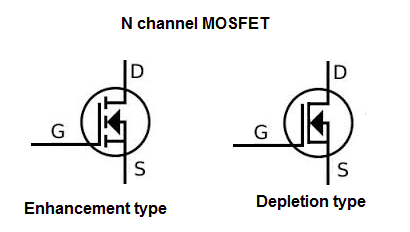 N channel MOSFET
D
G
S
Enhancement type
D
G
S
Depletion type